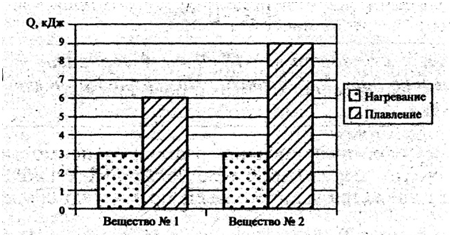 Q, кДж
9
8
7
6
5
4
3
2
1
0
Вещество № 1
Вещество № 2
Нагревание
Плавление